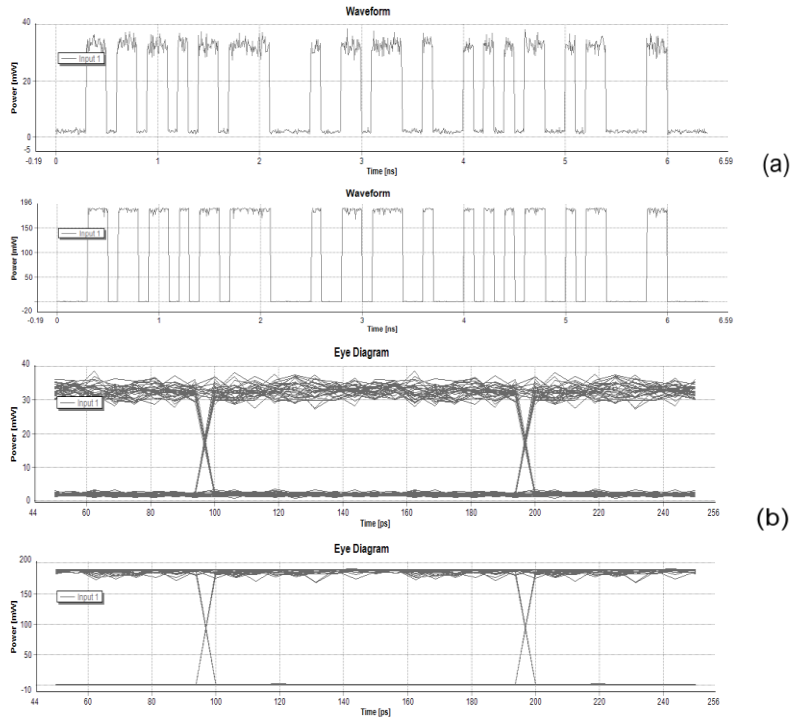 Waveform
40
20
0
-5
Power [mW]
Input 1
-0.19 0 1 2 3 4 5 6 6.59
Time [ns]
(a)
Waveform
196
150
100
50
-20
Power [mW]
Input 1
-0.19 0 1 2 3 4 5 6 6.59
Time [ns]
Eye Diagram
40
30
20
10
0
Power [mW]
Input 1
44 60 80 100 120 140 160 180 200 220 240 256
Time [ps]
(b)
Eye Diagram
200
150
100
50
-10
Power [mW]
Input 1
44 60 80 100 120 140 160 180 200 220 240 256
Time [ps]